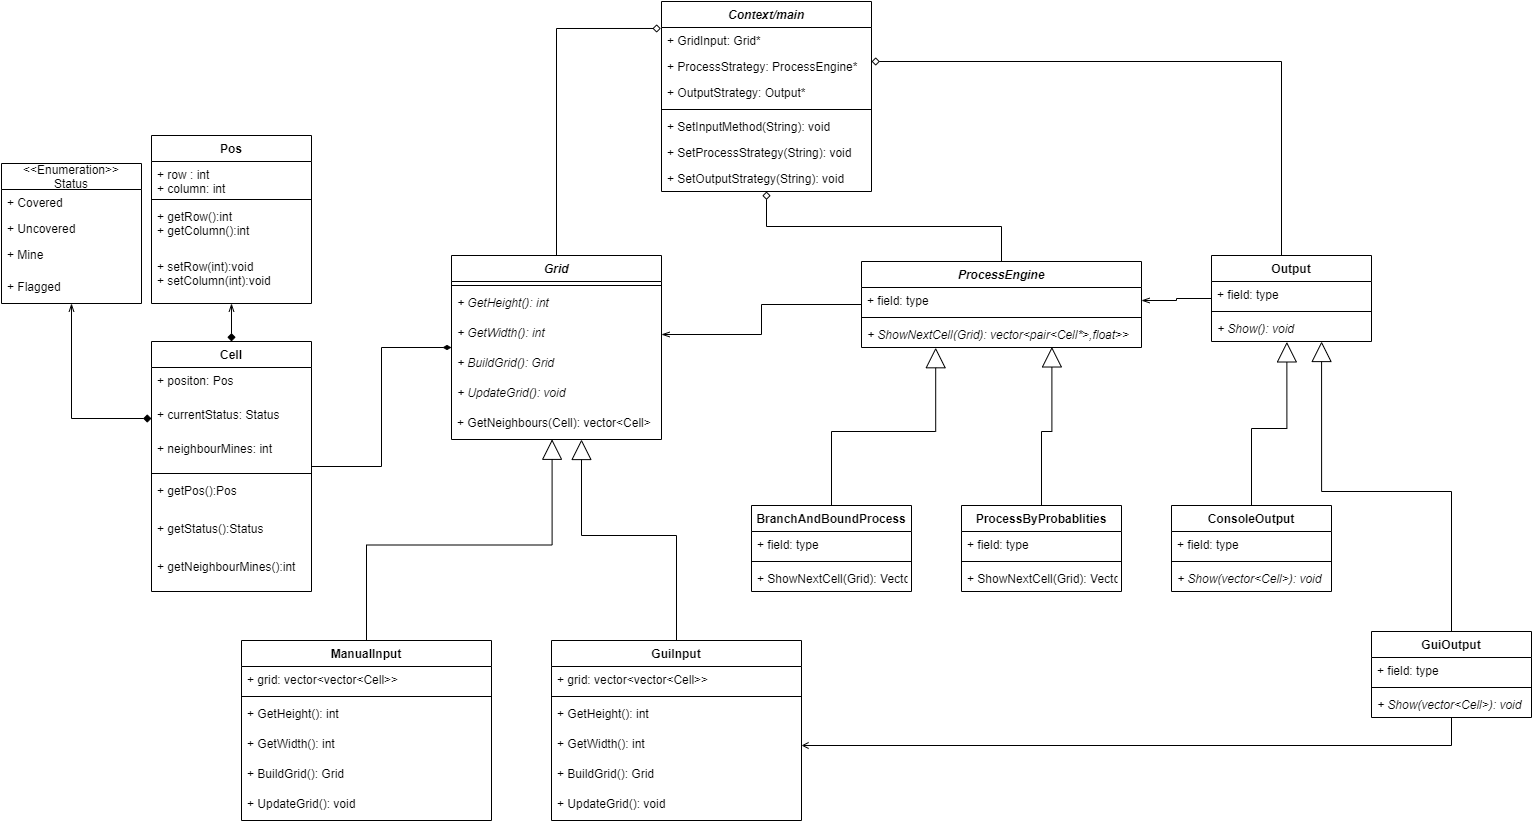 Context/main
+ GridInput: Grid*
+ ProcessStrategy: ProcessEngine*
+ OutputStrategy: Output*
+ SetInputMethod(String): void
+ SetProcessStrategy(String): void
+ SetOutputStrategy(String): void
<<Enumeration>>
Status
+ Covered
+ Uncovered
+ Mine
+ Flagged
Pos
+ row : int
+ column: int
+ getRow():int
+ getColumn():int
+ setRow(int):void
+ setColumn(int):void
Cell
+ positon: Pos
+ currentStatus: Status
+ neighbourMines: int
+ getPos():Pos
+ getStatus():Status
+ getNeighbourMines():int
Grid
+ GetHeight(): int
+ GetWidth(): int
+ BuildGrid(): Grid
+ UpdateGrid(): void
+ GetNeighbours(Cell): vector<Cell>
ProcessEngine
+ field: type
+ ShowNextCell(Grid): vector<pair<Cell*>,float>>
Output
+ field: type
+ Show(): void
BranchAndBoundProcess
+ field: type
+ ShowNextCell(Grid): Vectc
ProcessByProbablities
+ field: type
+ ShowNextCell(Grid): Vectc
ConsoleOutput
+ field: type
+ Show(vector<Cell>): void
ManualInput
+ grid: vector<vector<Cell>>
+ GetHeight(): int
+ GetWidth(): int
+ BuildGrid(): Grid
+ UpdateGrid(): void
GuiInput
+ grid: vector<vector<Cell>>
+ GetHeight(): int
+ GetWidth(): int
+ BuildGrid(): Grid
+ UpdateGrid(): void
GuiOutput
+ field: type
+ Show(vector<Cell>): void